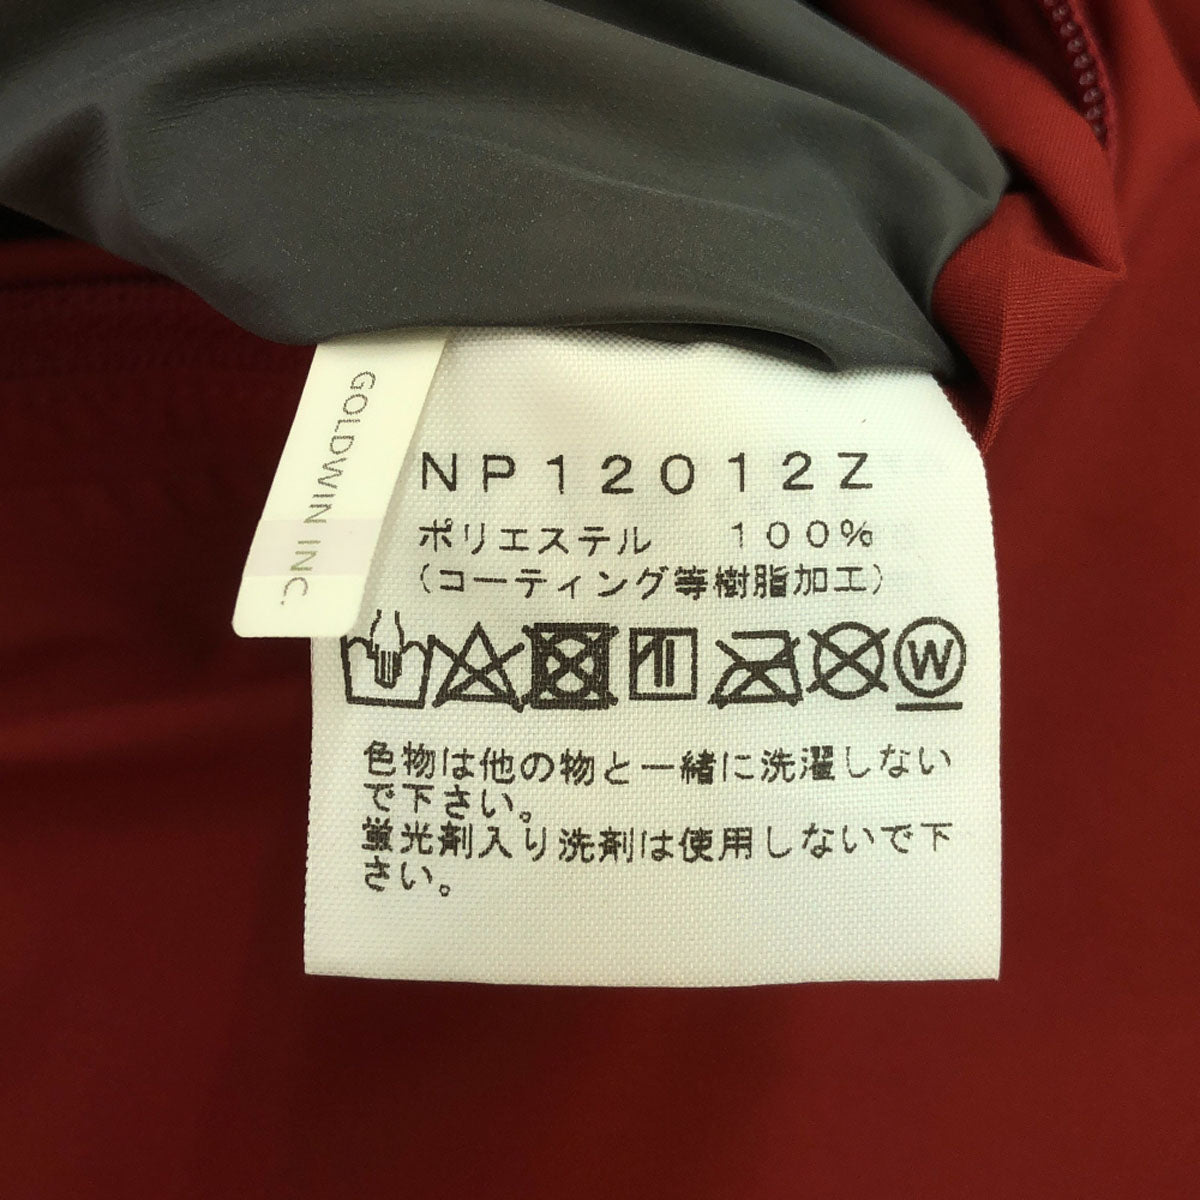 GOLDWIN INC.
NP12012Z
ポリエステル 100%
(コーティング等樹脂加工)
W
色物は他の物と一緒に洗濯しない
で下さい。
蛍光剤入り洗剤は使用しないで下
さい。